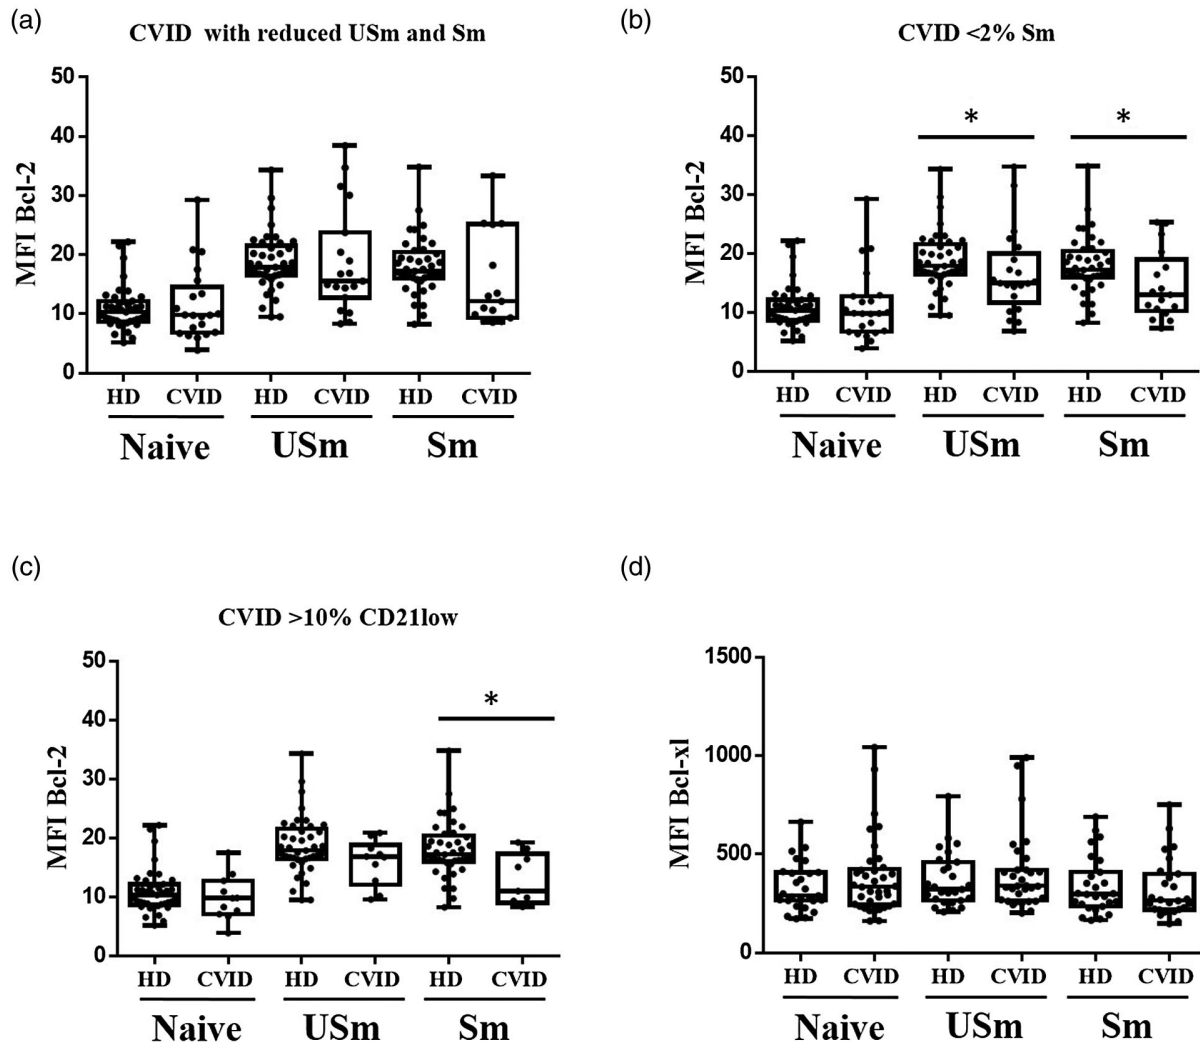 (a)
CVID with reduced USm and Sm
MFI Bcl-2
50
40
30
20
10
0
HD CVID HD CVID HD CVID
Naive USm Sm
(b)
CVID <2% Sm
MFI Bcl-2
50
40
30
20
10
0
* *
HD CVID HD CVID HD CVID
Naive USm Sm
(c)
CVID >10% CD21low
MFI Bcl-2
50
40
30
20
10
0
*
HD CVID HD CVID HD CVID
Naive USm Sm
(d)
MFI Bcl-xl
1500
1000
500
0
HD CVID HD CVID HD CVID
Naive USm Sm